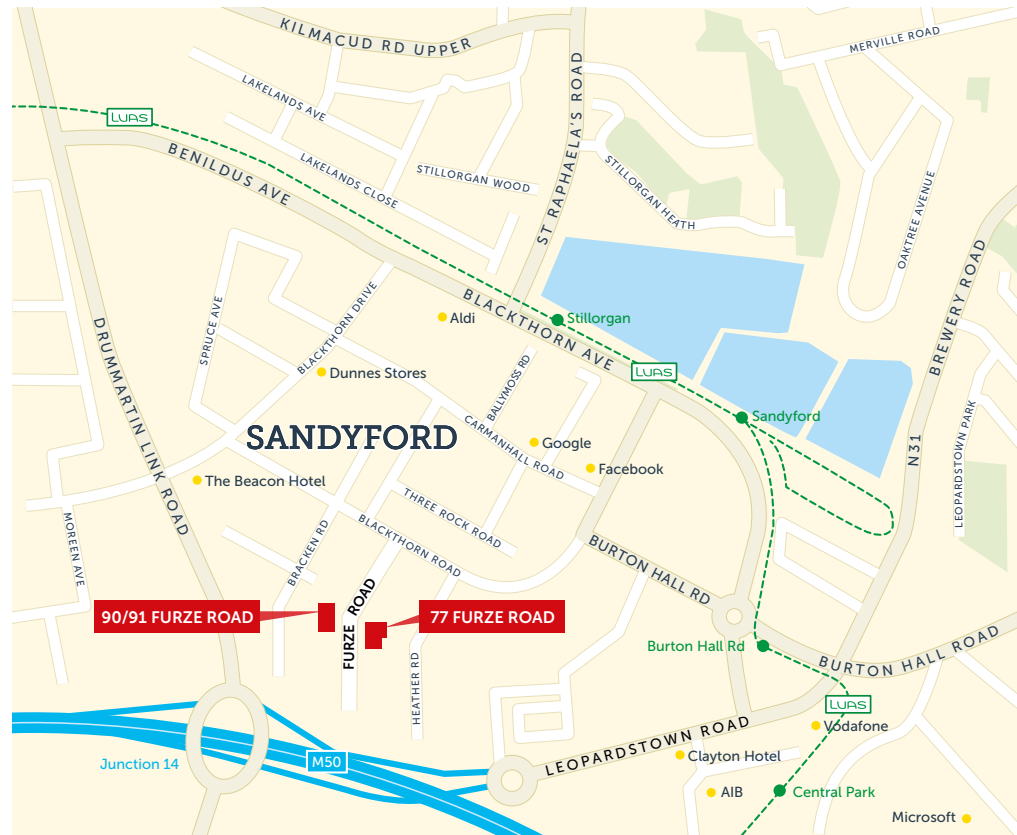 KILMACUD RD UPPER
MERVILLE ROAD
LAKELANDS AVE
ST RAPHAELA'S ROAD
LUAS
BENILDUS AVE
LAKELANDS CLOSE
STILLORGAN WOOD
STILLORGAN HEATH
OAKTREE AVENUE
BREWERY ROAD
SPRUCE AVE
BLACKTHORN DRIVE
Aldi
BLACKTHORN AVE
Stillorgan
DRUMMARTIN LINK ROAD
Dunnes Stores
BALLYMOSS RD
LUAS
Sandyford
SANDYFORD
CARMANHALL ROAD
Google
Facebook
N31
LEOPARDSTOWN PARK
The Beacon Hotel
THREE ROCK ROAD
BLACKTHORN ROAD
MOREEN AVE
BRACKEN RD
BURTON HALL RD
90/91 FURZE ROAD
FURZE ROAD
77 FURZE ROAD
HEATHER RD
Burton Hall Rd
BURTON HALL ROAD
LUAS
Vodafone
LEOPARDSTOWN ROAD
Clayton Hotel
Junction 14
M50
AIB
Central Park
Microsoft